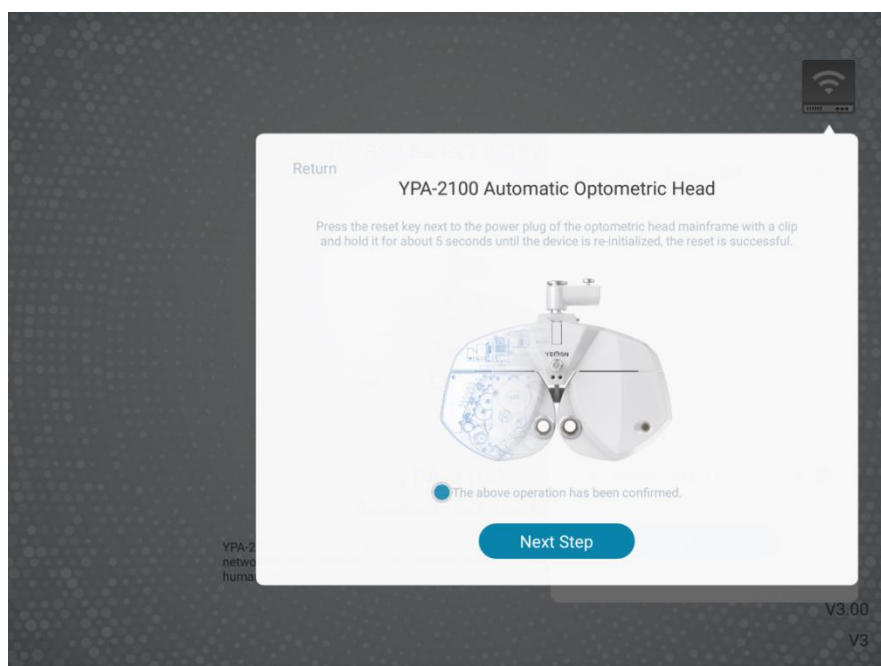 Return
YPA-2100 Automatic Optometric Head
Press the reset key next to the power plug of the optometric head mainframe with a clip
and hold it for about 5 seconds until the device is re-initialized, the reset is successful.
YEASN
The above operation has been confirmed.
Next Step
YPA-2
netwo
huma
V3.00
V3